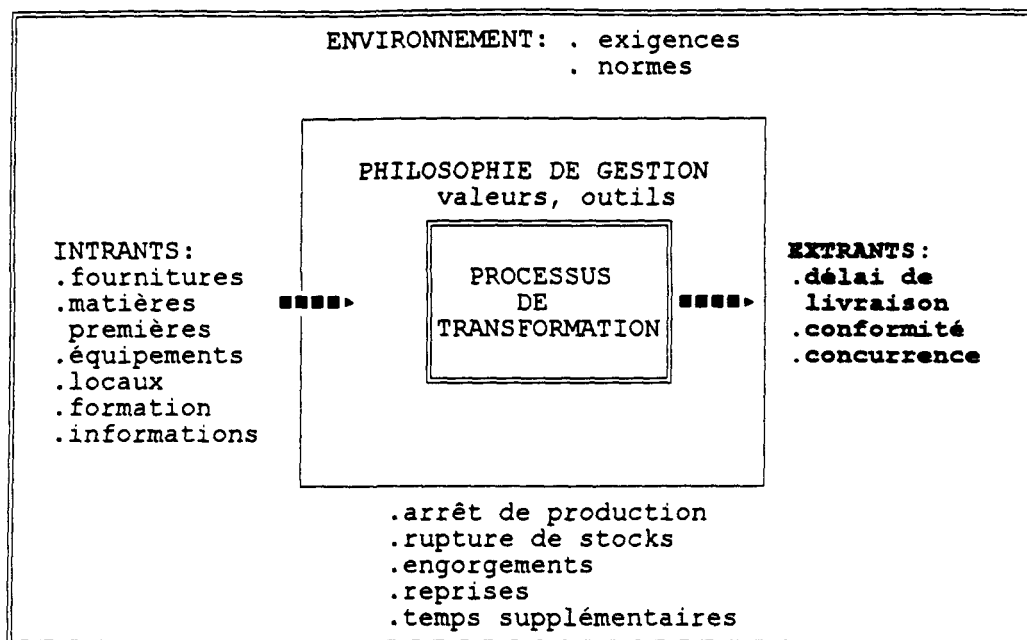 ENVIRONNEMENT: . exigences
. normes
PHILOSOPHIE DE GESTION
valeurs, outils
INTRANTS:
.fournitures
.matières
premières
.équipements
.locaux
.formation
.informations
PROCESSUS
DE
TRANSFORMATION
EXTRANTS:
.délai de
livraison
.conformité
.concurrence
.arrêt de production
.rupture de stocks
.engorgements
.reprises
.temps supplémentaires